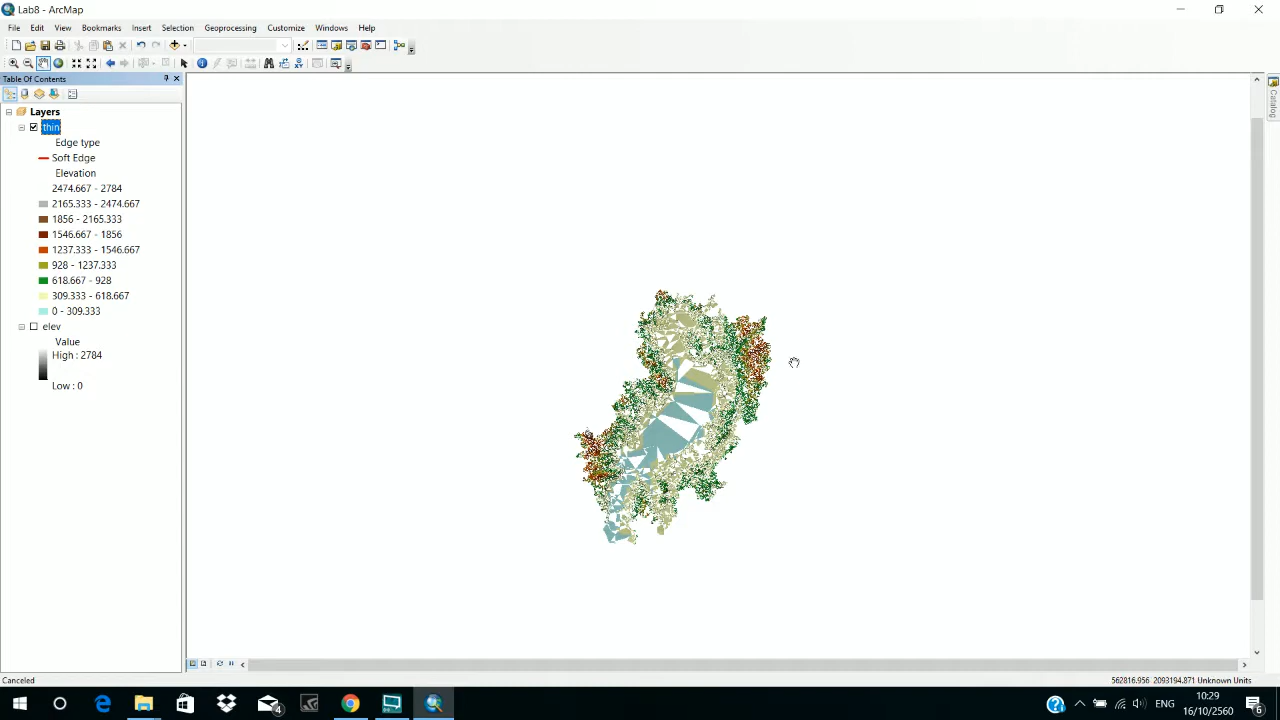 Lab8 - ArcMap
File Edit View Bookmarks Insert Selection Geoprocessing Customize Windows Help
Table Of Contents
Layers
thin
Edge type
Soft Edge
Elevation
2474.667 - 2784
2165.333 - 2474.667
1856 - 2165.333
1546.667 - 1856
1237.333 - 1546.667
928 - 1237.333
618.667 - 928
309.333 - 618.667
0 - 309.333
elev
Value
High : 2784
Low : 0
Catalog
Canceled
562816.956 2093194.871 Unknown Units
4
ENG
10:29
16/10/2560
6